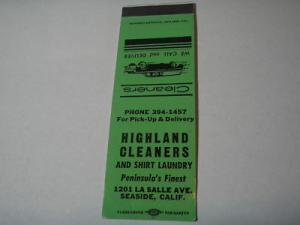 WE CALL and DELIVER
Cleaners
PHONE 394-1457
For Pick-Up & Delivery
HIGHLAND
CLEANERS
AND SHIRT LAUNDRY
Peninsula's Finest
1201 LA SALLE AVE.
SEASIDE, CALIF.